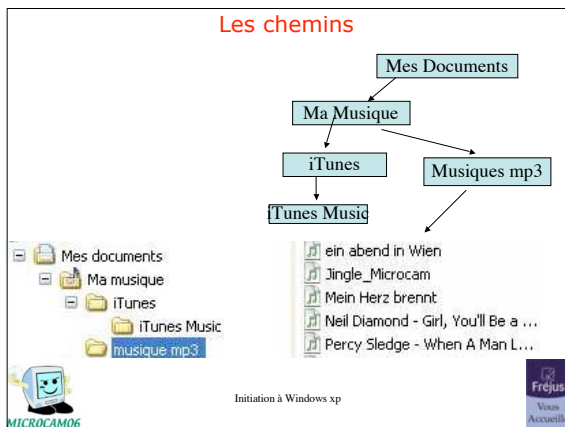 Les chemins
Mes Documents
Ma Musique
iTunes
Musiques mp3
iTunes Music
Mes documents
Ma musique
iTunes
iTunes Music
musique mp3
ein abend in Wien
Jingle_Microcam
Mein Herz brennt
Neil Diamond - Girl, You'll Be a ...
Percy Sledge - When A Man L...
MICROCAM06
Initiation à Windows xp
Fréjus
Vous
Accueille